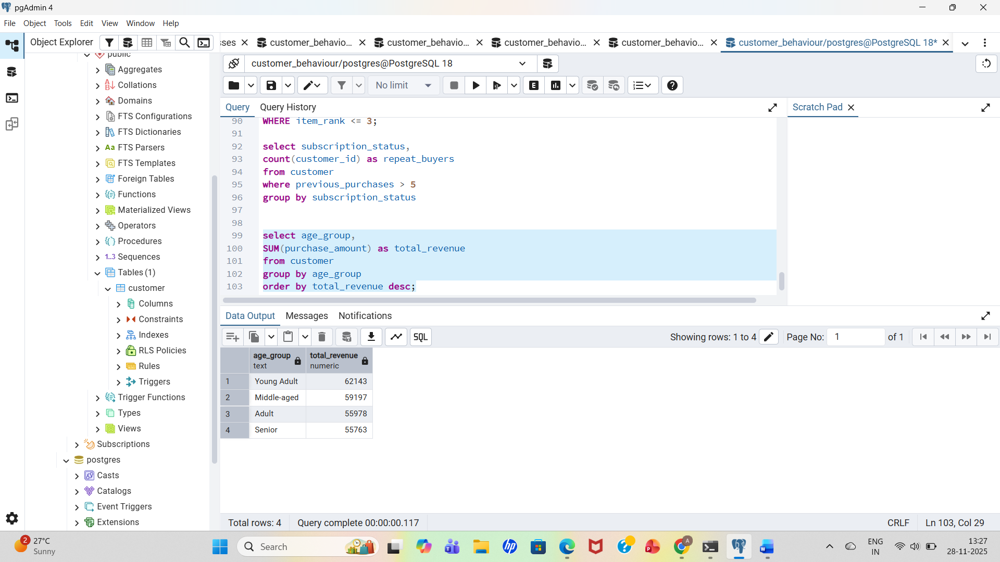 pgAdmin 4
File Object Tools Edit View Window Help
Object Explorer
sses
customer_behavio...
customer_behavio...
customer_behavio...
customer_behavio...
customer_behaviour/postgres@PostgreSQL 18*
public
Aggregates
Collations
Domains
FTS Configurations
FTS Dictionaries
Aa FTS Parsers
FTS Templates
Foreign Tables
Functions
Materialized Views
Operators
Procedures
1..3 Sequences
Tables (1)
customer
Columns
Constraints
Indexes
RLS Policies
Rules
Triggers
Trigger Functions
Types
Views
Subscriptions
postgres
Casts
Catalogs
Event Triggers
Extensions
customer_behaviour/postgres@PostgreSQL 18
No limit
E
Query Query History
Scratch Pad
90 WHERE item_rank <= 3;
91
92 select subscription_status,
93 count(customer_id) as repeat_buyers
94 from customer
95 where previous_purchases > 5
96 group by subscription_status
97
98
99 select age_group,
100 SUM(purchase_amount) as total_revenue
101 from customer
102 group by age_group
103 order by total_revenue desc;
Data Output Messages Notifications
SQL
Showing rows: 1 to 4
Page No: 1 of 1
age_group total_revenue
text numeric
1 Young Adult 62143
2 Middle-aged 59197
3 Adult 55978
4 Senior 55763
Total rows: 4 Query complete 00:00:00.117
CRLF Ln 103, Col 29
2
27°C
Sunny
Search
ENG
IN
13:27
28-11-2025